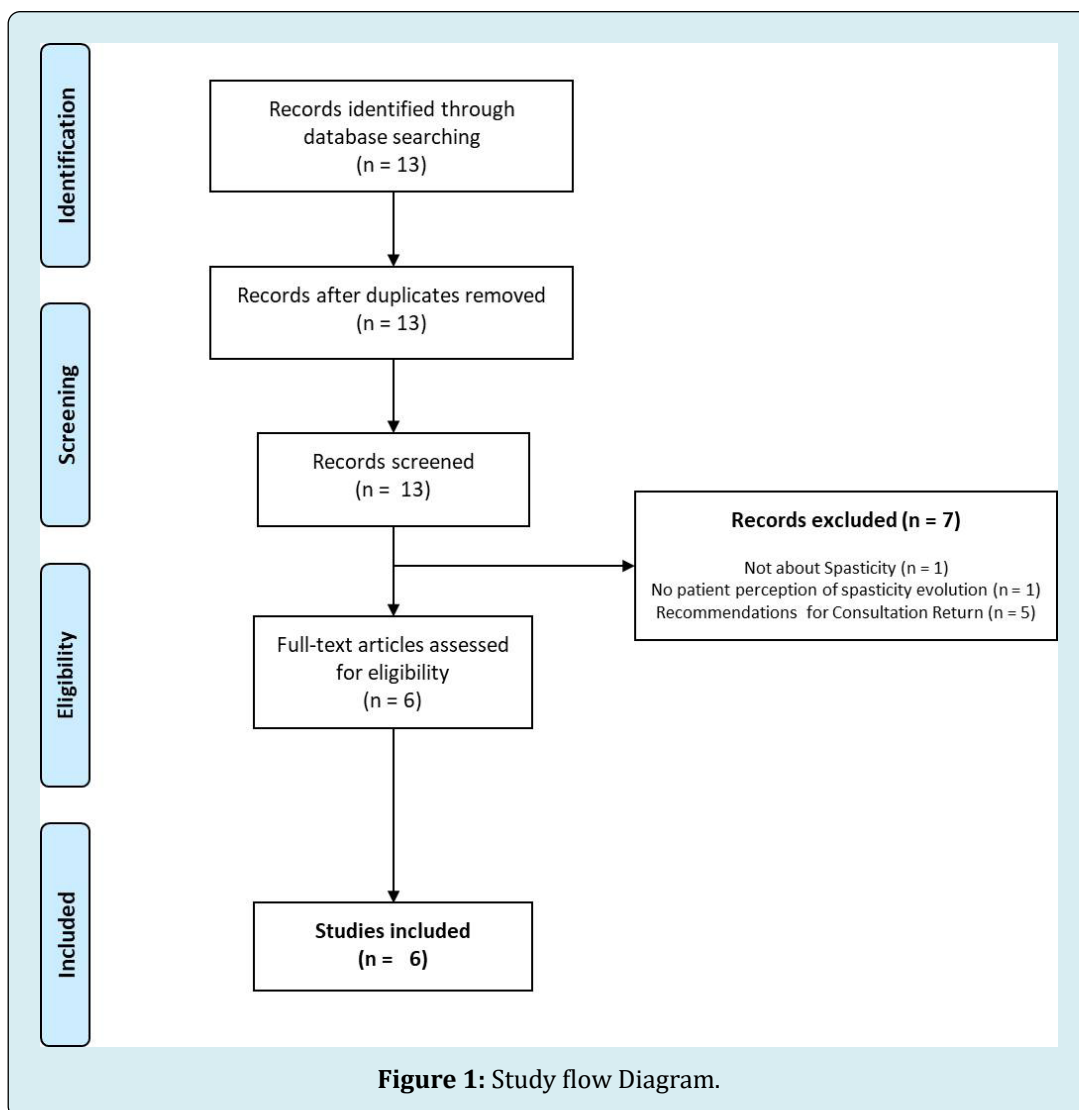 Identification
Records identified through
database searching
(n = 13)
Records after duplicates removed
(n = 13)
Screening
Records screened
(n = 13)
Records excluded (n = 7)
Not about Spasticity (n = 1)
No patient perception of spasticity evolution (n = 1)
Recommendations for Consultation Return (n = 5)
Eligibility
Full-text articles assessed
for eligibility
(n = 6)
Included
Studies included
(n = 6)
Figure 1: Study flow Diagram.